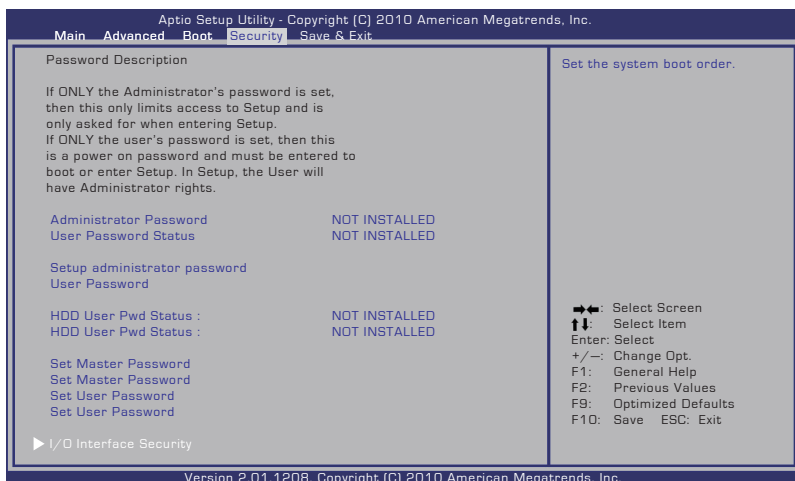 Aptio Setup Utility - Copyright (C) 2010 American Megatrends, Inc.
Main Advanced Boot Security Save & Exit
Password Description
If ONLY the Administrator's password is set,
then this only limits access to Setup and is
only asked for when entering Setup.
If ONLY the user's password is set, then this
is a power on password and must be entered to
boot or enter Setup. In Setup, the User will
have Administrator rights.
Administrator Password NOT INSTALLED
User Password Status NOT INSTALLED
Setup administrator password
User Password
HDD User Pwd Status : NOT INSTALLED
HDD User Pwd Status : NOT INSTALLED
Set Master Password
Set Master Password
Set User Password
Set User Password
I/O Interface Security
Set the system boot order.
→←: Select Screen
↑↓: Select Item
Enter: Select
+/—: Change Opt.
F1: General Help
F2: Previous Values
F9: Optimized Defaults
F10: Save ESC: Exit
Version 2.01.1208. Copyright (C) 2010 American Megatrends, Inc.